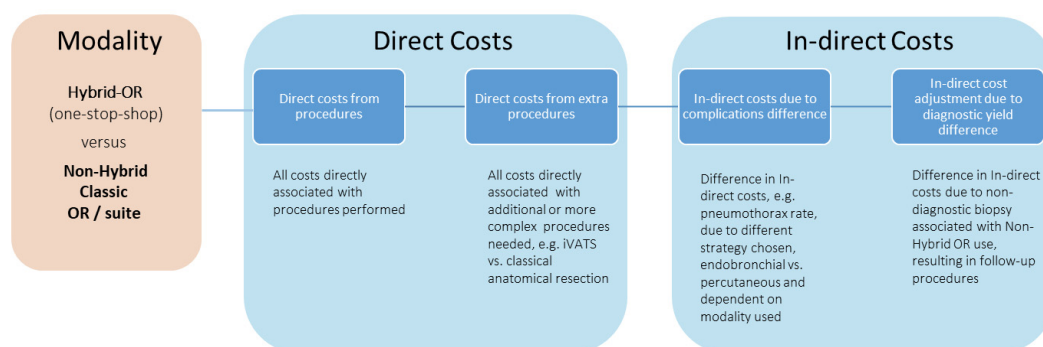 Modality
Hybrid-OR
(one-stop-shop)
versus
Non-Hybrid
Classic
OR / suite
Direct Costs
Direct costs from
procedures
All costs directly
associated with
procedures performed
Direct costs from extra
procedures
All costs directly
associated with
additional or more
complex procedures
needed, e.g. iVATS
vs. classical
anatomical resection
In-direct Costs
In-direct costs due to
complications difference
Difference in In-
direct costs, e.g.
pneumothorax rate,
due to different
strategy chosen,
endobronchial vs.
percutaneous and
dependent on
modality used
In-direct cost
adjustment due to
diagnostic yield
difference
Difference in In-direct
costs due to non-
diagnostic biopsy
associated with Non-
Hybrid OR use,
resulting in follow-up
procedures